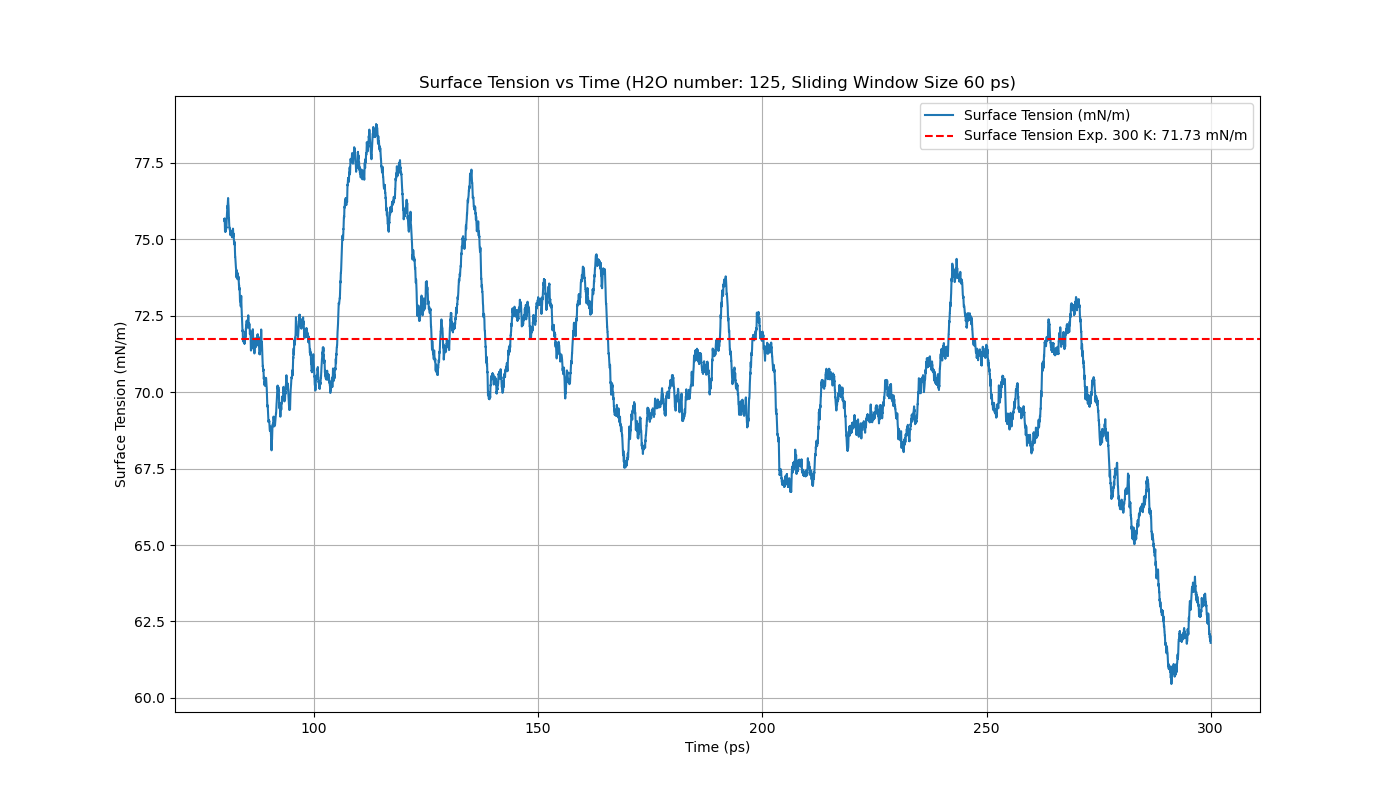 Surface Tension vs Time (H2O number: 125, Sliding Window Size 60 ps)
Surface Tension (mN/m)
Surface Tension Exp. 300 K: 71.73 mN/m
Surface Tension (mN/m)
77.5
75.0
72.5
70.0
67.5
65.0
62.5
60.0
100
150
200
250
300
Time (ps)